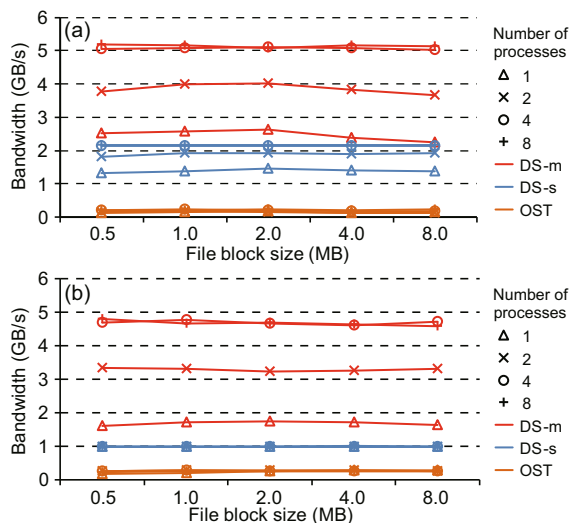 (a)
Bandwidth (GB/s)
6
5
4
3
2
1
0
0.5 1.0 2.0 4.0 8.0
File block size (MB)
Number of
processes
1
2
4
8
DS-m
DS-s
OST
(b)
Bandwidth (GB/s)
6
5
4
3
2
1
0
0.5 1.0 2.0 4.0 8.0
File block size (MB)
Number of
processes
1
2
4
8
DS-m
DS-s
OST